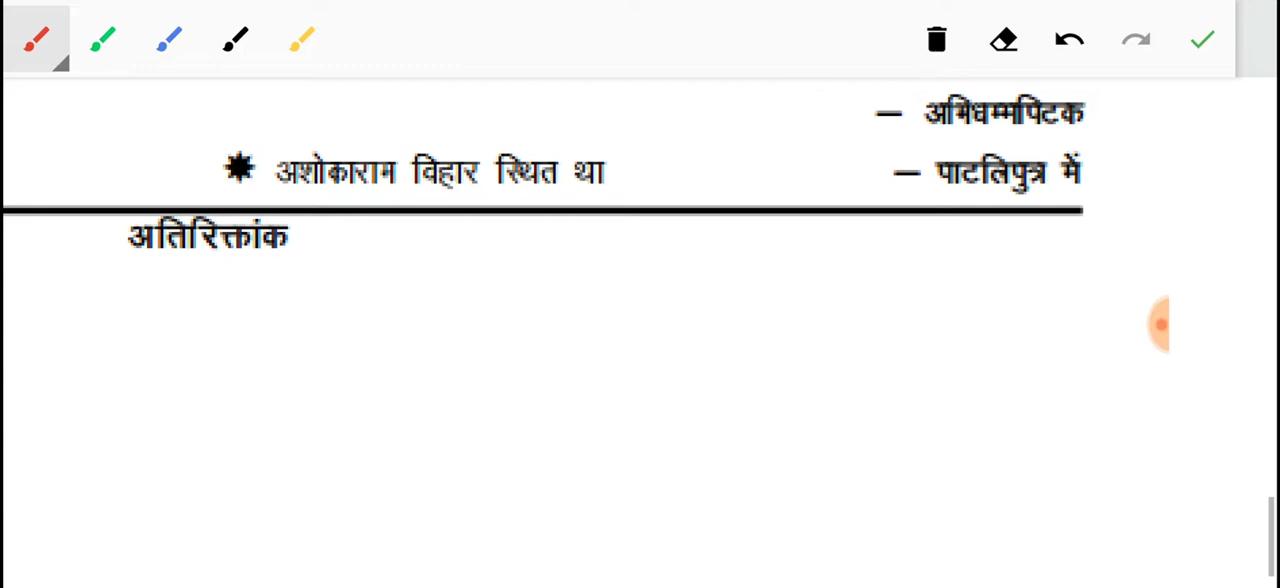 – अभिधम्मपिटक
✷ अशोकाराम विहार स्थित था – पाटलिपुत्र में
अतिरिक्तांक